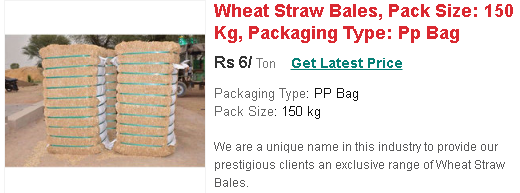 Wheat Straw Bales, Pack Size: 150
Kg, Packaging Type: Pp Bag
Rs 6/ Ton Get Latest Price
Packaging Type: PP Bag
Pack Size: 150 kg
We are a unique name in this industry to provide our
prestigious clients an exclusive range of Wheat Straw
Bales.